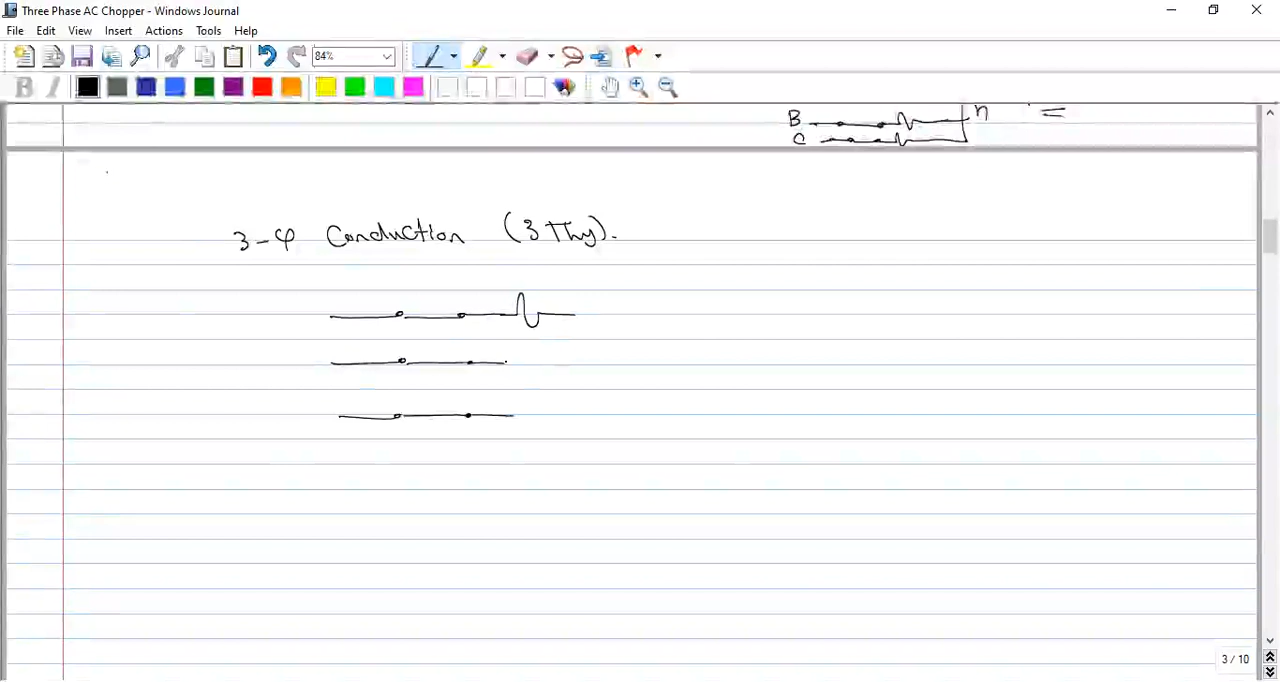 Three Phase AC Chopper - Windows Journal
File Edit View Insert Actions Tools Help
84%
B I
B n =
C
3-φ Conduction (3 Thy).
3 / 10